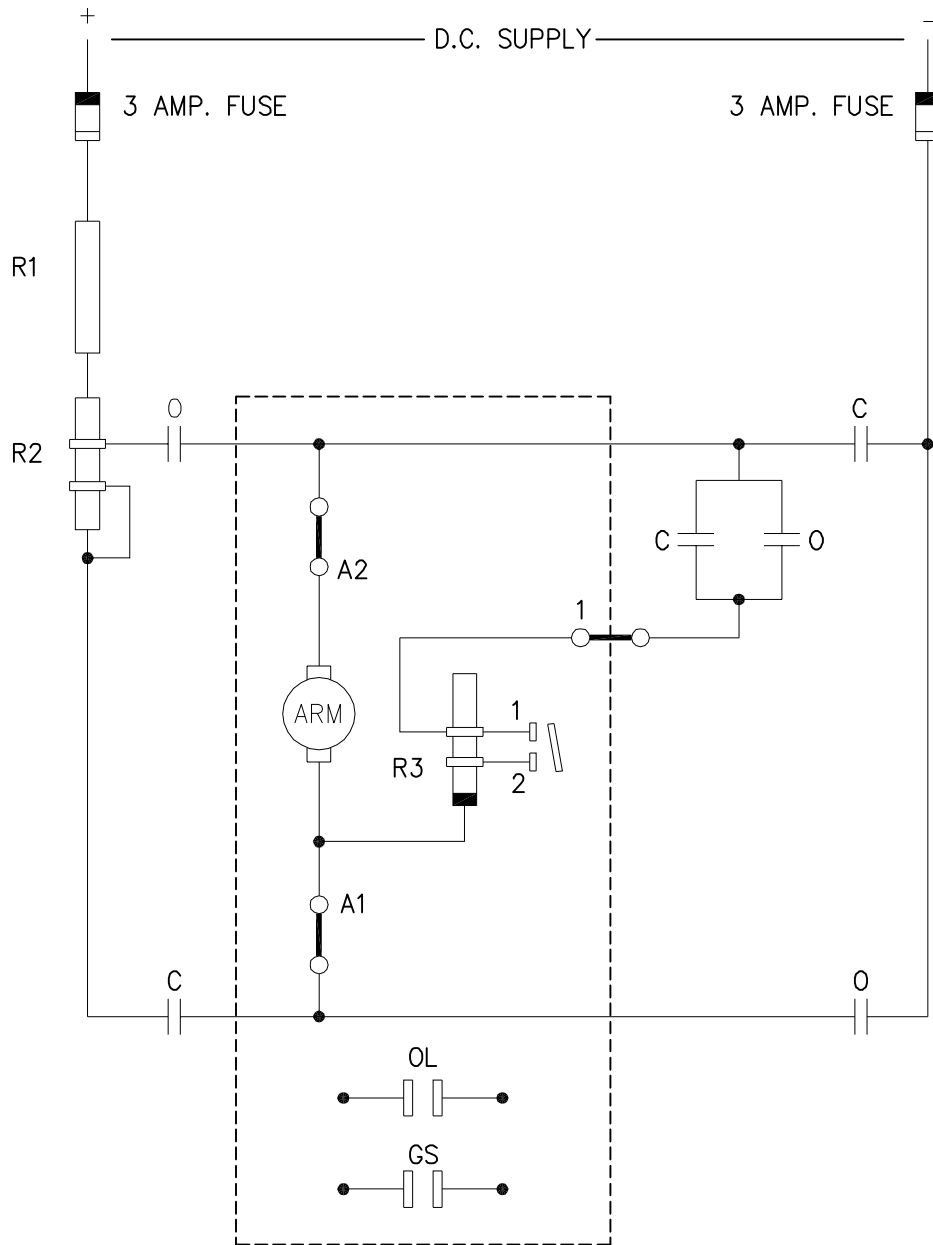 + -
D.C. SUPPLY
3 AMP. FUSE 3 AMP. FUSE
R1
O C
R2
C O
A2
1
ARM
1
R3
2
A1
C O
OL
GS